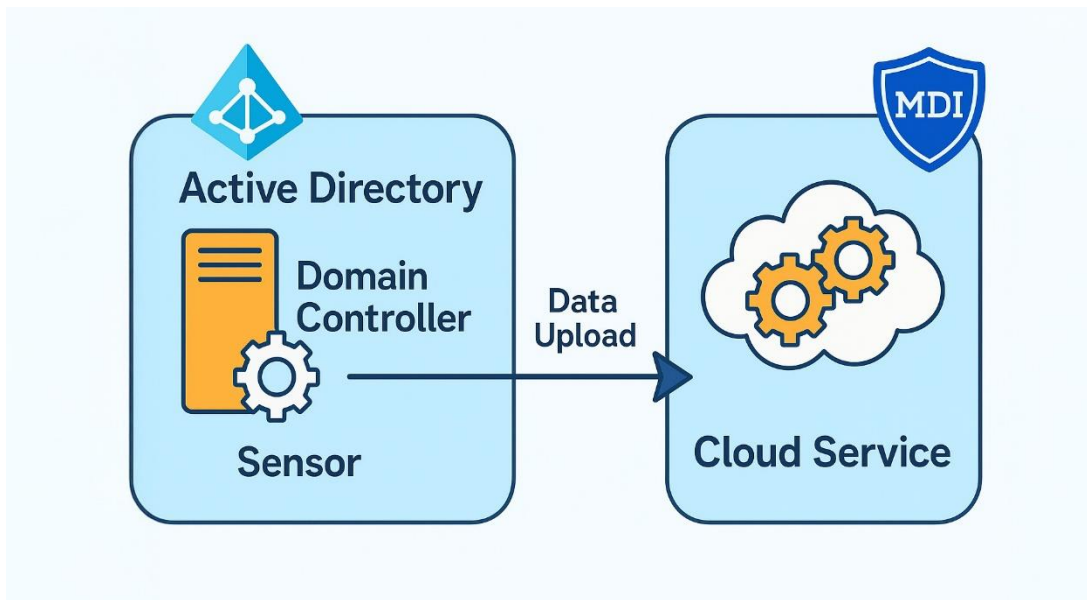 MDI
Active Directory
Domain
Controller
Sensor
Data
Upload
Cloud Service